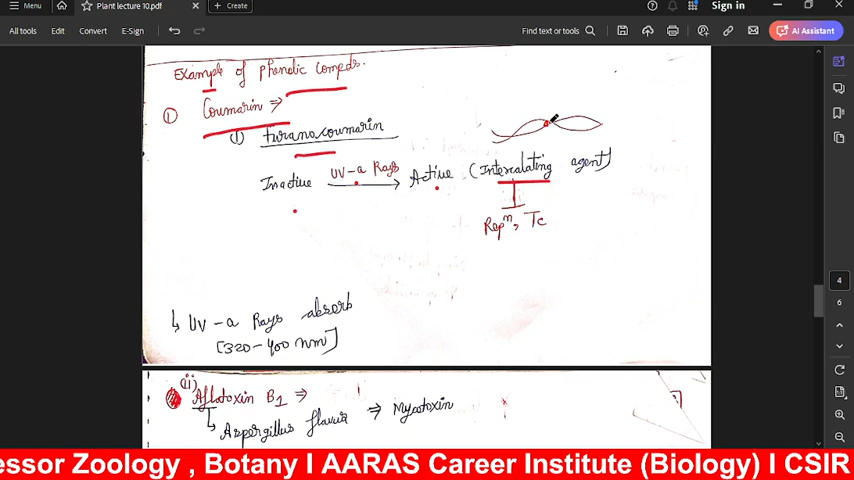 Menu
Plant lecture 10.pdf
Create
Sign in
All tools
Edit
Convert
E-Sign
Find text or tools
AI Assistant
Example of phenolic compds.
① Coumarin ⇒
(1) furanocoumarin
Inactive UV-a Rays → Active (Intercalating agent)
Repn, Tc
↳ UV-a Rays absorb
[320-400 nm]
(ii) Aflatoxin B1 ⇒
↳ Aspergillus flavus ⇒ Mycotoxin
4
6
essor Zoology , Botany I AARAS Career Institute (Biology) I CSIR